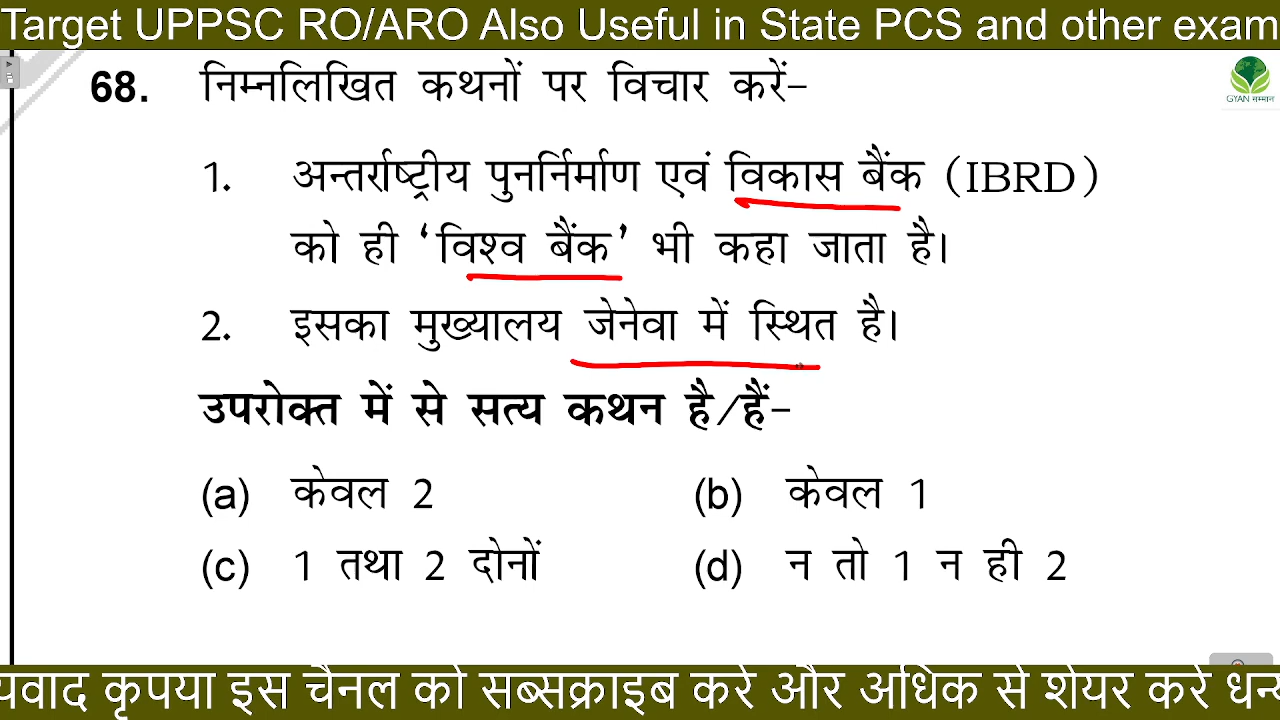 Target UPPSC RO/ARO Also Useful in State PCS and other exam
GYAN सम्मान
68. निम्नलिखित कथनों पर विचार करें-
1. अन्तर्राष्ट्रीय पुनर्निर्माण एवं विकास बैंक (IBRD)
को ही ‘विश्व बैंक’ भी कहा जाता है।
2. इसका मुख्यालय जेनेवा में स्थित है।
उपरोक्त में से सत्य कथन है/हैं-
(a) केवल 2 (b) केवल 1
(c) 1 तथा 2 दोनों (d) न तो 1 न ही 2
यवाद कृपया इस चैनल को सब्सक्राइब करे और अधिक से शेयर करे धन्